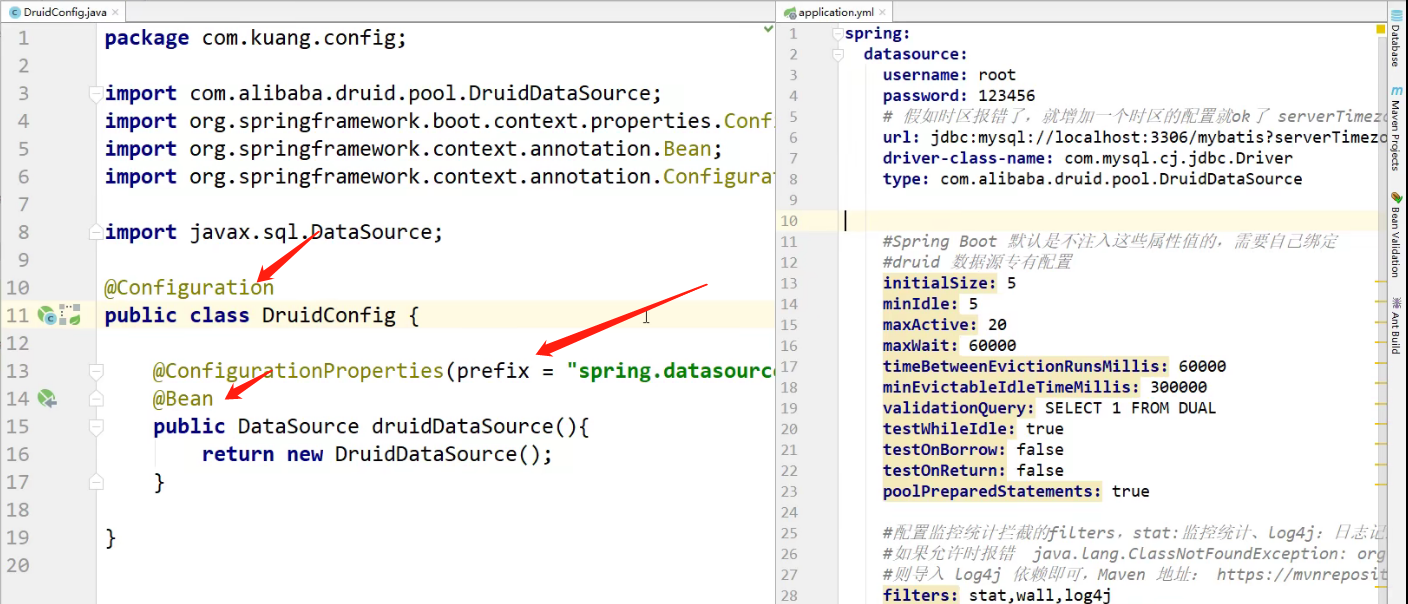 DruidConfig.java
1 package com.kuang.config;
2
3 import com.alibaba.druid.pool.DruidDataSource;
4 import org.springframework.boot.context.properties.Conf
5 import org.springframework.context.annotation.Bean;
6 import org.springframework.context.annotation.Configurat
7
8 import javax.sql.DataSource;
9
10 @Configuration
11 public class DruidConfig {
12
13 @ConfigurationProperties(prefix = "spring.datasource
14 @Bean
15 public DataSource druidDataSource(){
16 return new DruidDataSource();
17 }
18
19 }
20
application.yml
1 spring:
2 datasource:
3 username: root
4 password: 123456
5 # 假如时区报错了，就增加一个时区的配置就ok了 serverTimezo
6 url: jdbc:mysql://localhost:3306/mybatis?serverTimezo
7 driver-class-name: com.mysql.cj.jdbc.Driver
8 type: com.alibaba.druid.pool.DruidDataSource
9
10
11 #Spring Boot 默认是不注入这些属性值的，需要自己绑定
12 #druid 数据源专有配置
13 initialSize: 5
14 minIdle: 5
15 maxActive: 20
16 maxWait: 60000
17 timeBetweenEvictionRunsMillis: 60000
18 minEvictableIdleTimeMillis: 300000
19 validationQuery: SELECT 1 FROM DUAL
20 testWhileIdle: true
21 testOnBorrow: false
22 testOnReturn: false
23 poolPreparedStatements: true
24
25 #配置监控统计拦截的filters，stat:监控统计、log4j：日志记
26 #如果允许时报错 java.lang.ClassNotFoundException: org
27 #则导入 log4j 依赖即可，Maven 地址： https://mvnreposit
28 filters: stat,wall,log4j
Database
Maven Projects
Bean Validation
Ant Build